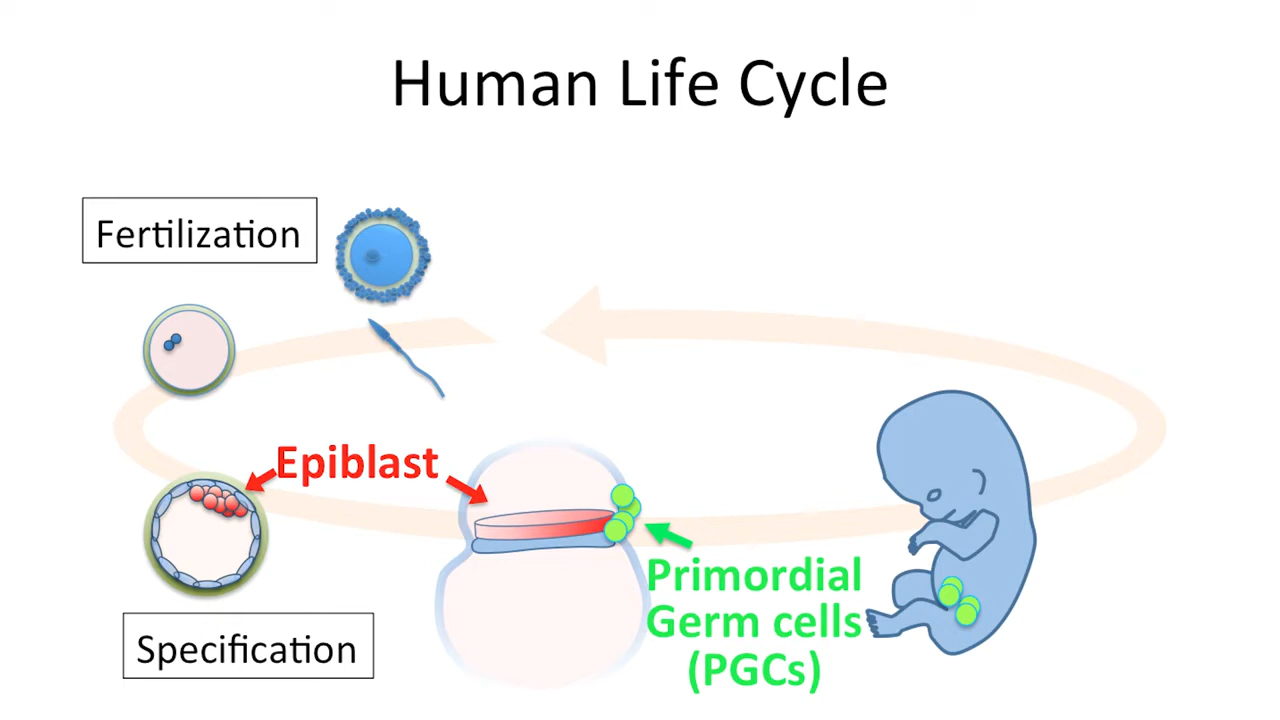 Human Life Cycle
Fertilization
Epiblast
Primordial
Germ cells
(PGCs)
Specification